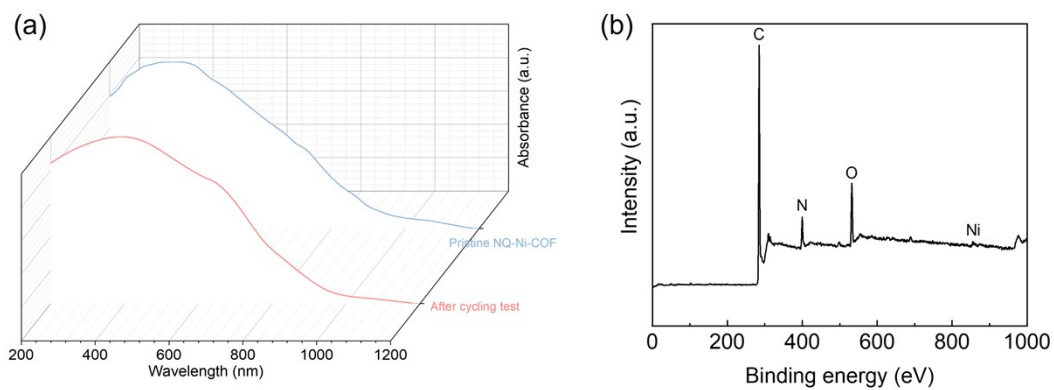 (a)
Absorbance (a.u.)
Pristine NQ-Ni-COF
After cycling test
200 400 600 800 1000 1200
Wavelength (nm)
(b)
C
N
O
Ni
Intensity (a.u.)
0 200 400 600 800 1000
Binding energy (eV)